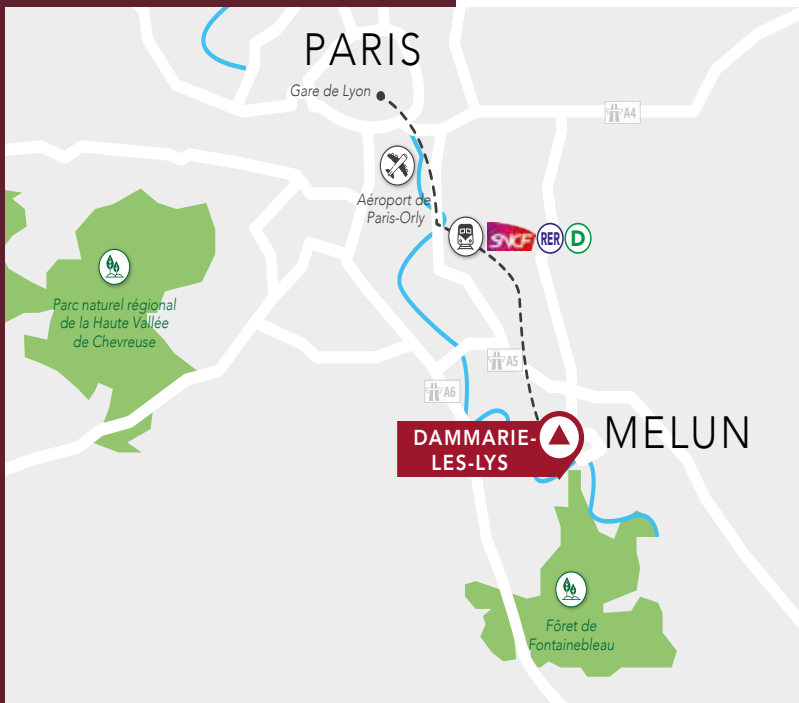 PARIS
Gare de Lyon
A4
Aéroport de
Paris-Orly
SNCF RER D
Parc naturel régional
de la Haute Vallée
de Chevreuse
A5
A6
DAMMARIE-
LES-LYS
MELUN
Fôret de
Fontainebleau